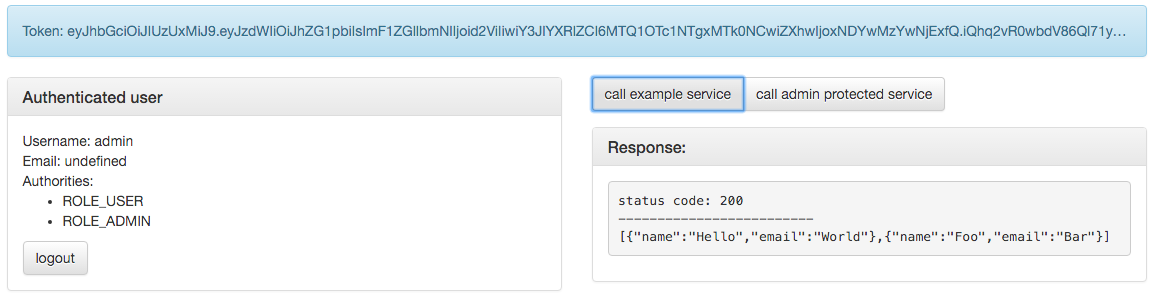 Token: eyJhbGciOiJIUzUxMiJ9.eyJzdWIiOiJhZG1pbiIsImF1ZGllbmNlIjoid2ViIiwiY3JlYXRlZCI6MTQ1OTc1NTgxMTk0NCwiZXhwIjoxNDYwMzYwNjExfQ.iQhq2vR0wbdV86Ql71y...
Authenticated user
Username: admin
Email: undefined
Authorities:
• ROLE_USER
• ROLE_ADMIN
logout
call example service
call admin protected service
Response:
status code: 200
-------------------------
[{"name":"Hello","email":"World"},{"name":"Foo","email":"Bar"}]